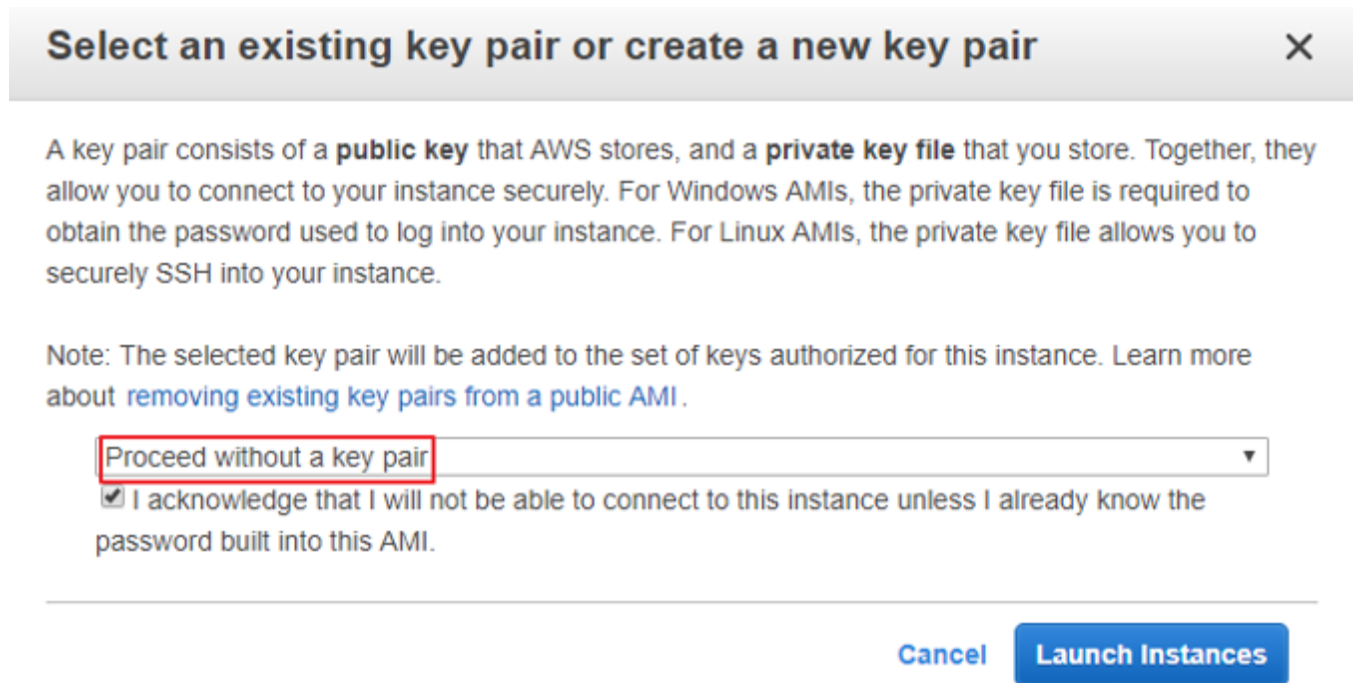 Select an existing key pair or create a new key pair
A key pair consists of a public key that AWS stores, and a private key file that you store. Together, they
allow you to connect to your instance securely. For Windows AMIs, the private key file is required to
obtain the password used to log into your instance. For Linux AMIs, the private key file allows you to
securely SSH into your instance.
Note: The selected key pair will be added to the set of keys authorized for this instance. Learn more
about removing existing key pairs from a public AMI.
Proceed without a key pair
I acknowledge that I will not be able to connect to this instance unless I already know the
password built into this AMI.
Cancel Launch Instances